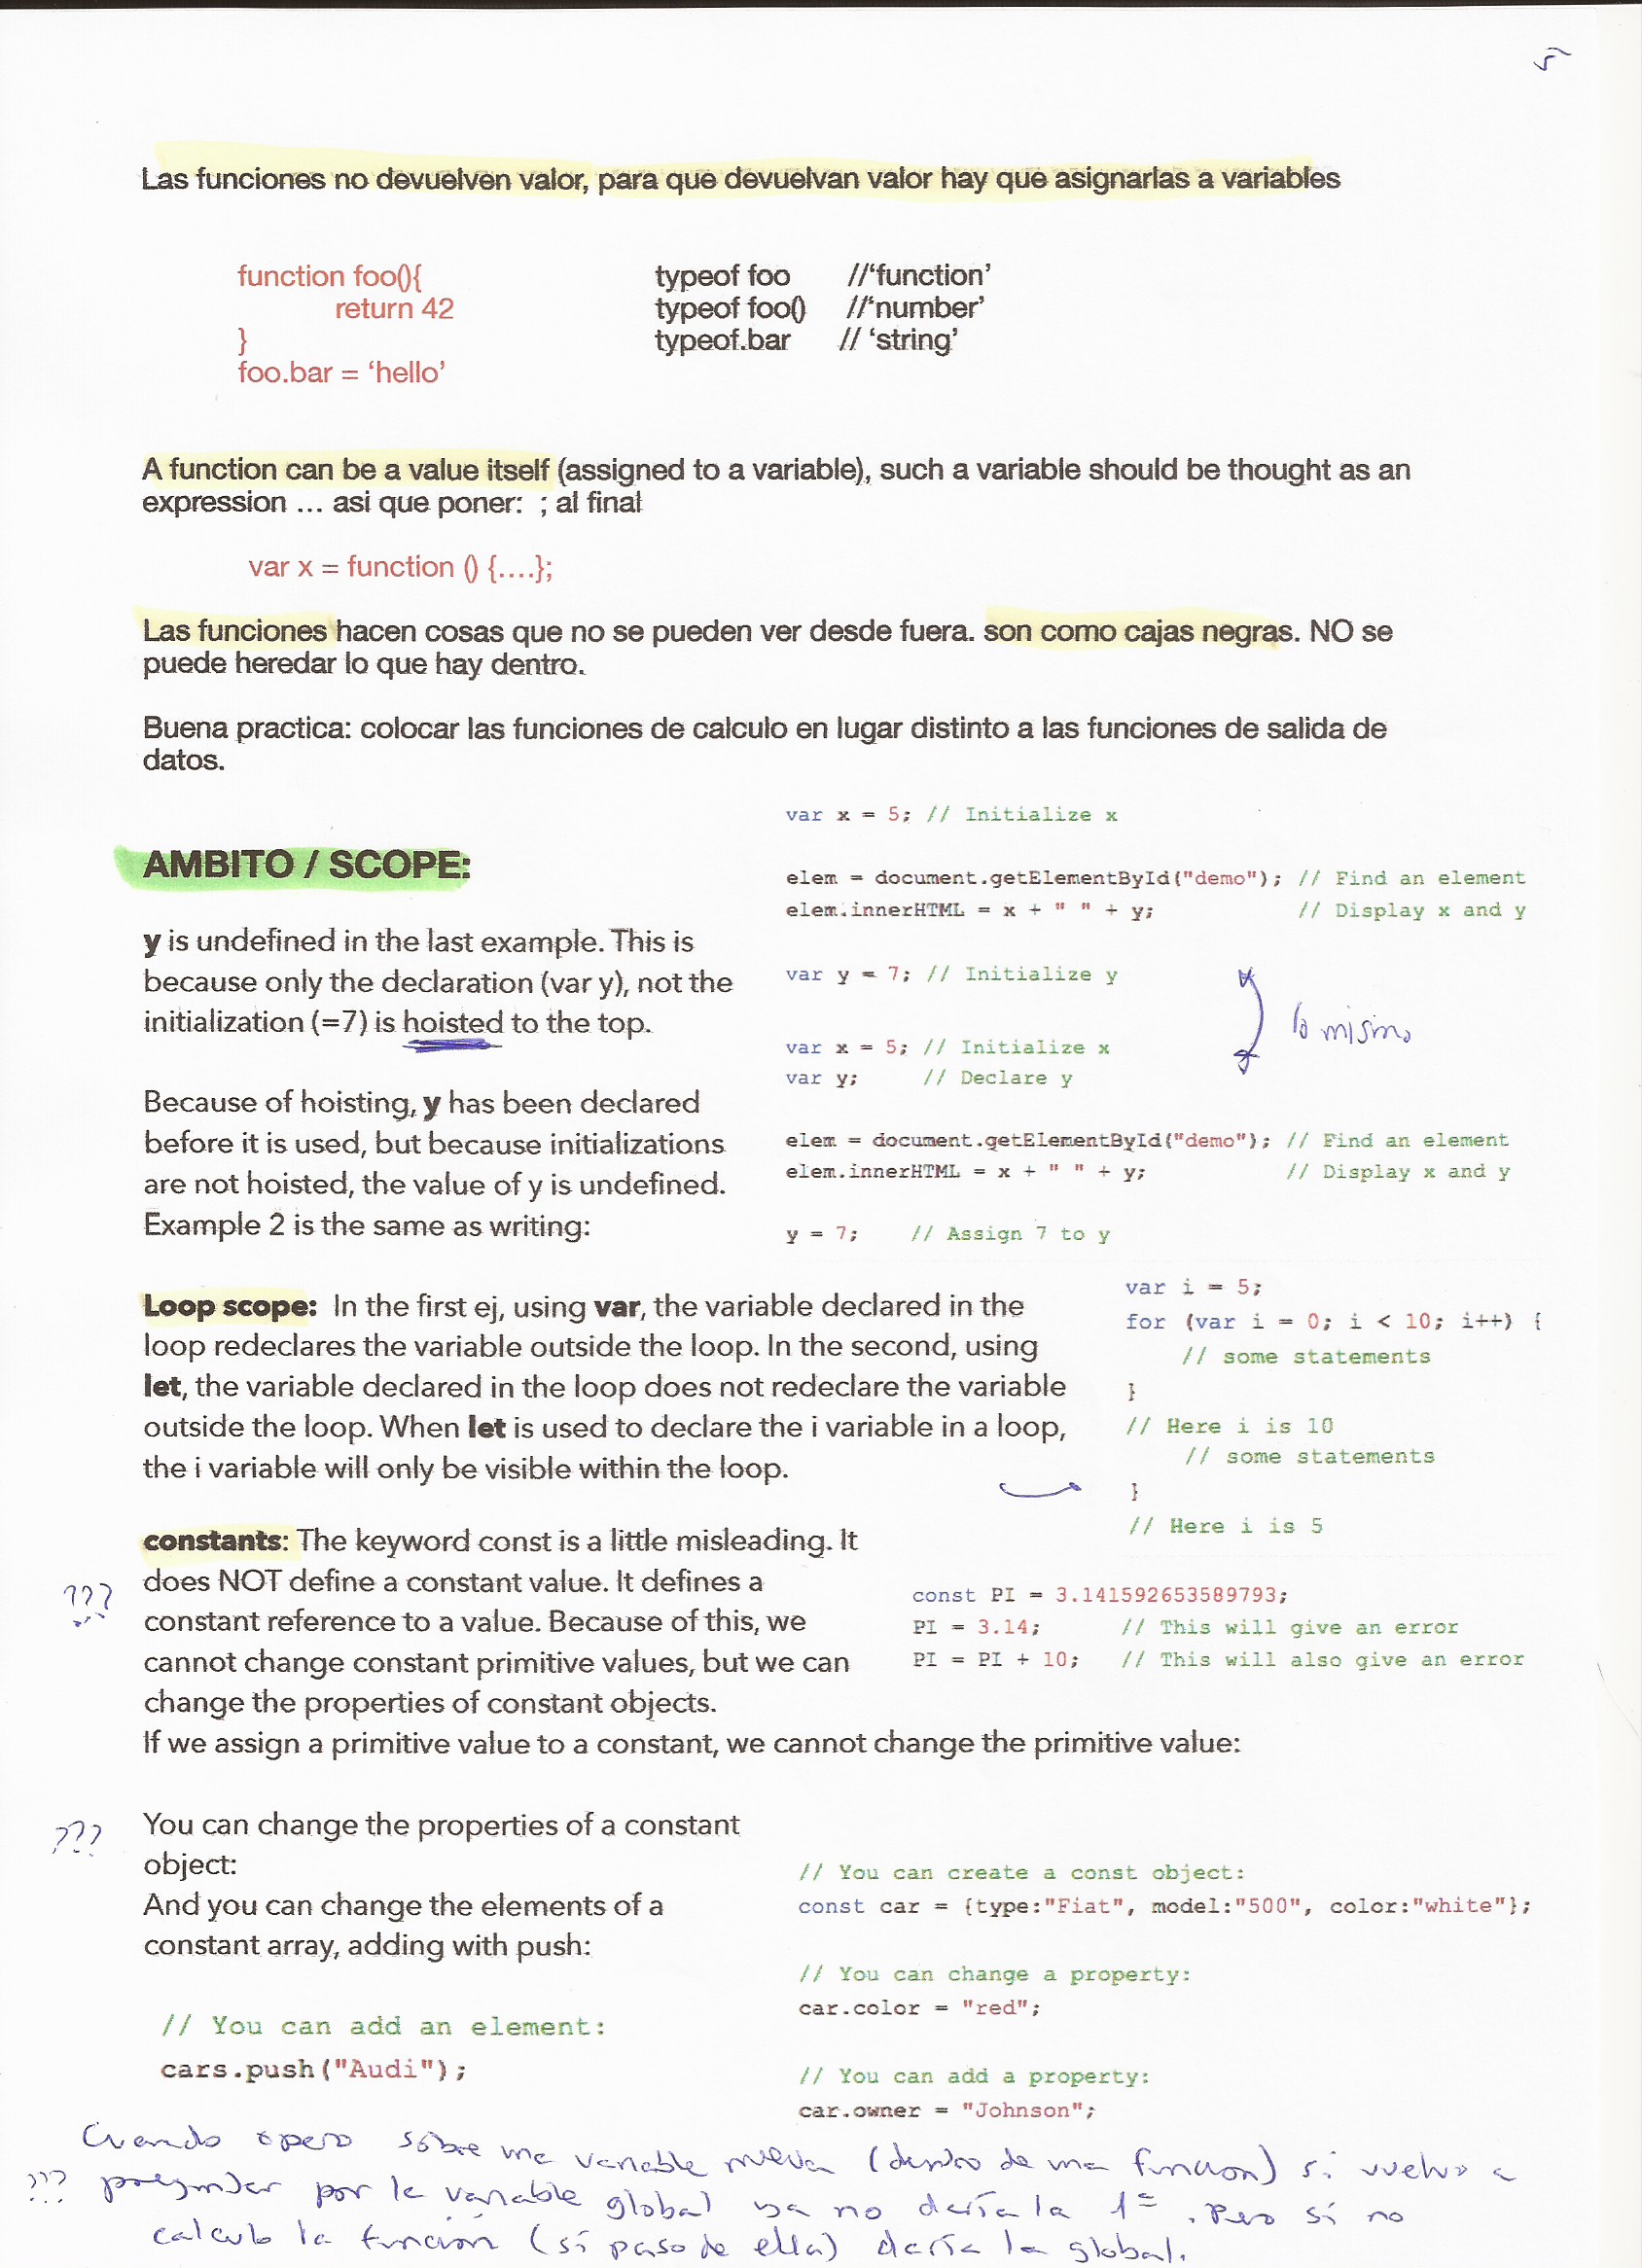 5
Las funciones no devuelven valor, para que devuelvan valor hay que asignarlas a variables
function foo(){
return 42
}
foo.bar = ‘hello’
typeof foo //‘function’
typeof foo() //‘number’
typeof.bar // ‘string’
A function can be a value itself (assigned to a variable), such a variable should be thought as an
expression ... asi que poner: ; al final
var x = function () {....};
Las funciones hacen cosas que no se pueden ver desde fuera. son como cajas negras. NO se
puede heredar lo que hay dentro.
Buena practica: colocar las funciones de calculo en lugar distinto a las funciones de salida de
datos.
AMBITO / SCOPE:
y is undefined in the last example. This is
because only the declaration (var y), not the
initialization (=7) is hoisted to the top.
Because of hoisting, y has been declared
before it is used, but because initializations
are not hoisted, the value of y is undefined.
Example 2 is the same as writing:
var x = 5; // Initialize x
elem = document.getElementById("demo"); // Find an element
elem.innerHTML = x + " " + y; // Display x and y
var y = 7; // Initialize y
lo mismo
var x = 5; // Initialize x
var y; // Declare y
elem = document.getElementById("demo"); // Find an element
elem.innerHTML = x + " " + y; // Display x and y
y = 7; // Assign 7 to y
Loop scope: In the first ej, using var, the variable declared in the
loop redeclares the variable outside the loop. In the second, using
let, the variable declared in the loop does not redeclare the variable
outside the loop. When let is used to declare the i variable in a loop,
the i variable will only be visible within the loop.
var i = 5;
for (var i = 0; i < 10; i++) {
// some statements
}
// Here i is 10
// some statements
}
// Here i is 5
constants: The keyword const is a little misleading. It
does NOT define a constant value. It defines a
constant reference to a value. Because of this, we
cannot change constant primitive values, but we can
change the properties of constant objects.
If we assign a primitive value to a constant, we cannot change the primitive value:
???
const PI = 3.141592653589793;
PI = 3.14; // This will give an error
PI = PI + 10; // This will also give an error
???
You can change the properties of a constant
object:
And you can change the elements of a
constant array, adding with push:
// You can add an element:
cars.push("Audi");
// You can create a const object:
const car = {type:"Fiat", model:"500", color:"white"};
// You can change a property:
car.color = "red";
// You can add a property:
car.owner = "Johnson";
Cuando opero sobre una variable nueva (dentro de una funcion) si vuelvo a
??? preguntar por la variable global ya no daría la 1ª. Pero si no
calculo la función (si paso de ella) daría la global.